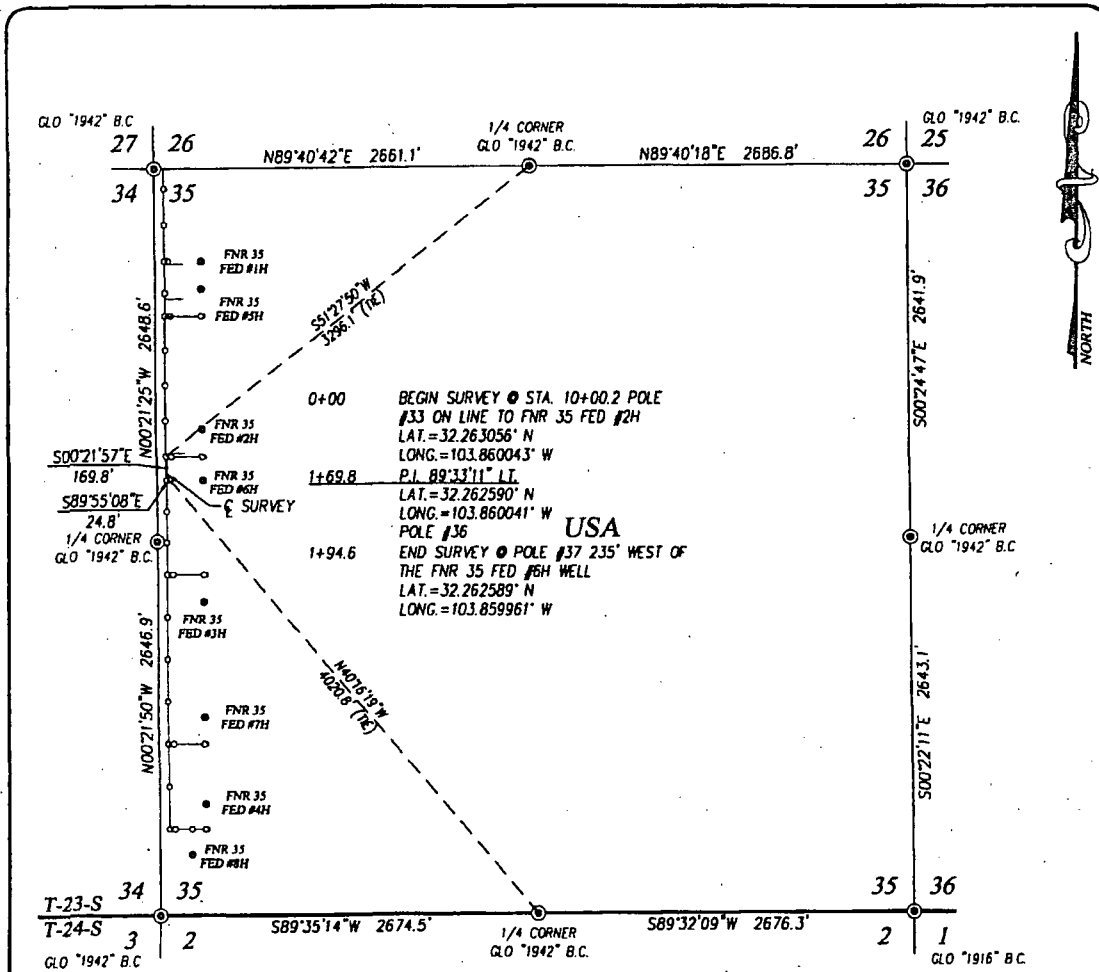 GLO "1942" B.C
27 26
34 35
N89°40'42"E 2661.1'
1/4 CORNER
GLO "1942" B.C.
N89°40'18"E 2686.8'
GLO "1942" B.C.
26 25
35 36
NORTH
FNR 35
FED #1H
FNR 35
FED #5H
N00°21'25"W 2648.6'
S51°27'50"W
3296.1' (TIE)
S00°24'47"E 2641.9'
FNR 35
FED #2H
S00°21'57"E
169.8'
FNR 35
FED #6H
S89°55'08"E
24.8'
℄ SURVEY
1/4 CORNER
GLO "1942" B.C.
0+00 BEGIN SURVEY @ STA. 10+00.2 POLE
#33 ON LINE TO FNR 35 FED #2H
LAT.=32.263056° N
LONG.=103.860043° W
1+69.8 P.I. 89°33'11" LT.
LAT.=32.262590° N
LONG.=103.860041° W
POLE #36
USA
1+94.6 END SURVEY @ POLE #37 235' WEST OF
THE FNR 35 FED #6H WELL
LAT.=32.262589° N
LONG.=103.859961° W
1/4 CORNER
GLO "1942" B.C
FNR 35
FED #3H
N00°21'50"W 2646.9'
N40°16'19"W
4020.8' (TIE)
S00°22'11"E 2643.1'
FNR 35
FED #7H
FNR 35
FED #4H
FNR 35
FED #8H
34 35
T-23-S
T-24-S
3 2
GLO "1942" B.C
S89°35'14"W 2674.5'
1/4 CORNER
GLO "1942" B.C.
S89°32'09"W 2676.3'
35 36
2 1
GLO "1916" B.C.